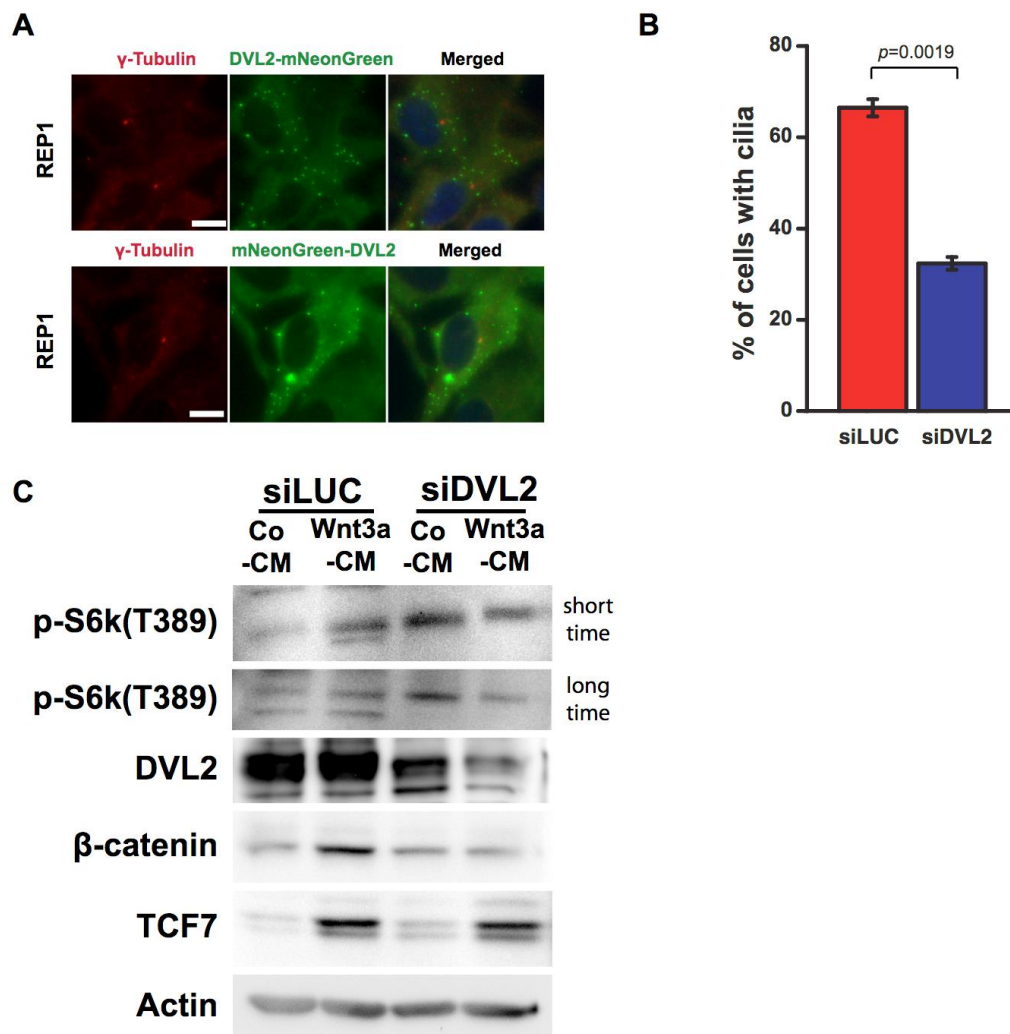 A
γ-Tubulin DVL2-mNeonGreen Merged
REP1
γ-Tubulin mNeonGreen-DVL2 Merged
REP1
B
% of cells with cilia
80
60
40
20
0
p=0.0019
siLUC siDVL2
C
siLUC siDVL2
Co Wnt3a Co Wnt3a
-CM -CM -CM -CM
p-S6k(T389) short
time
p-S6k(T389) long
time
DVL2
β-catenin
TCF7
Actin